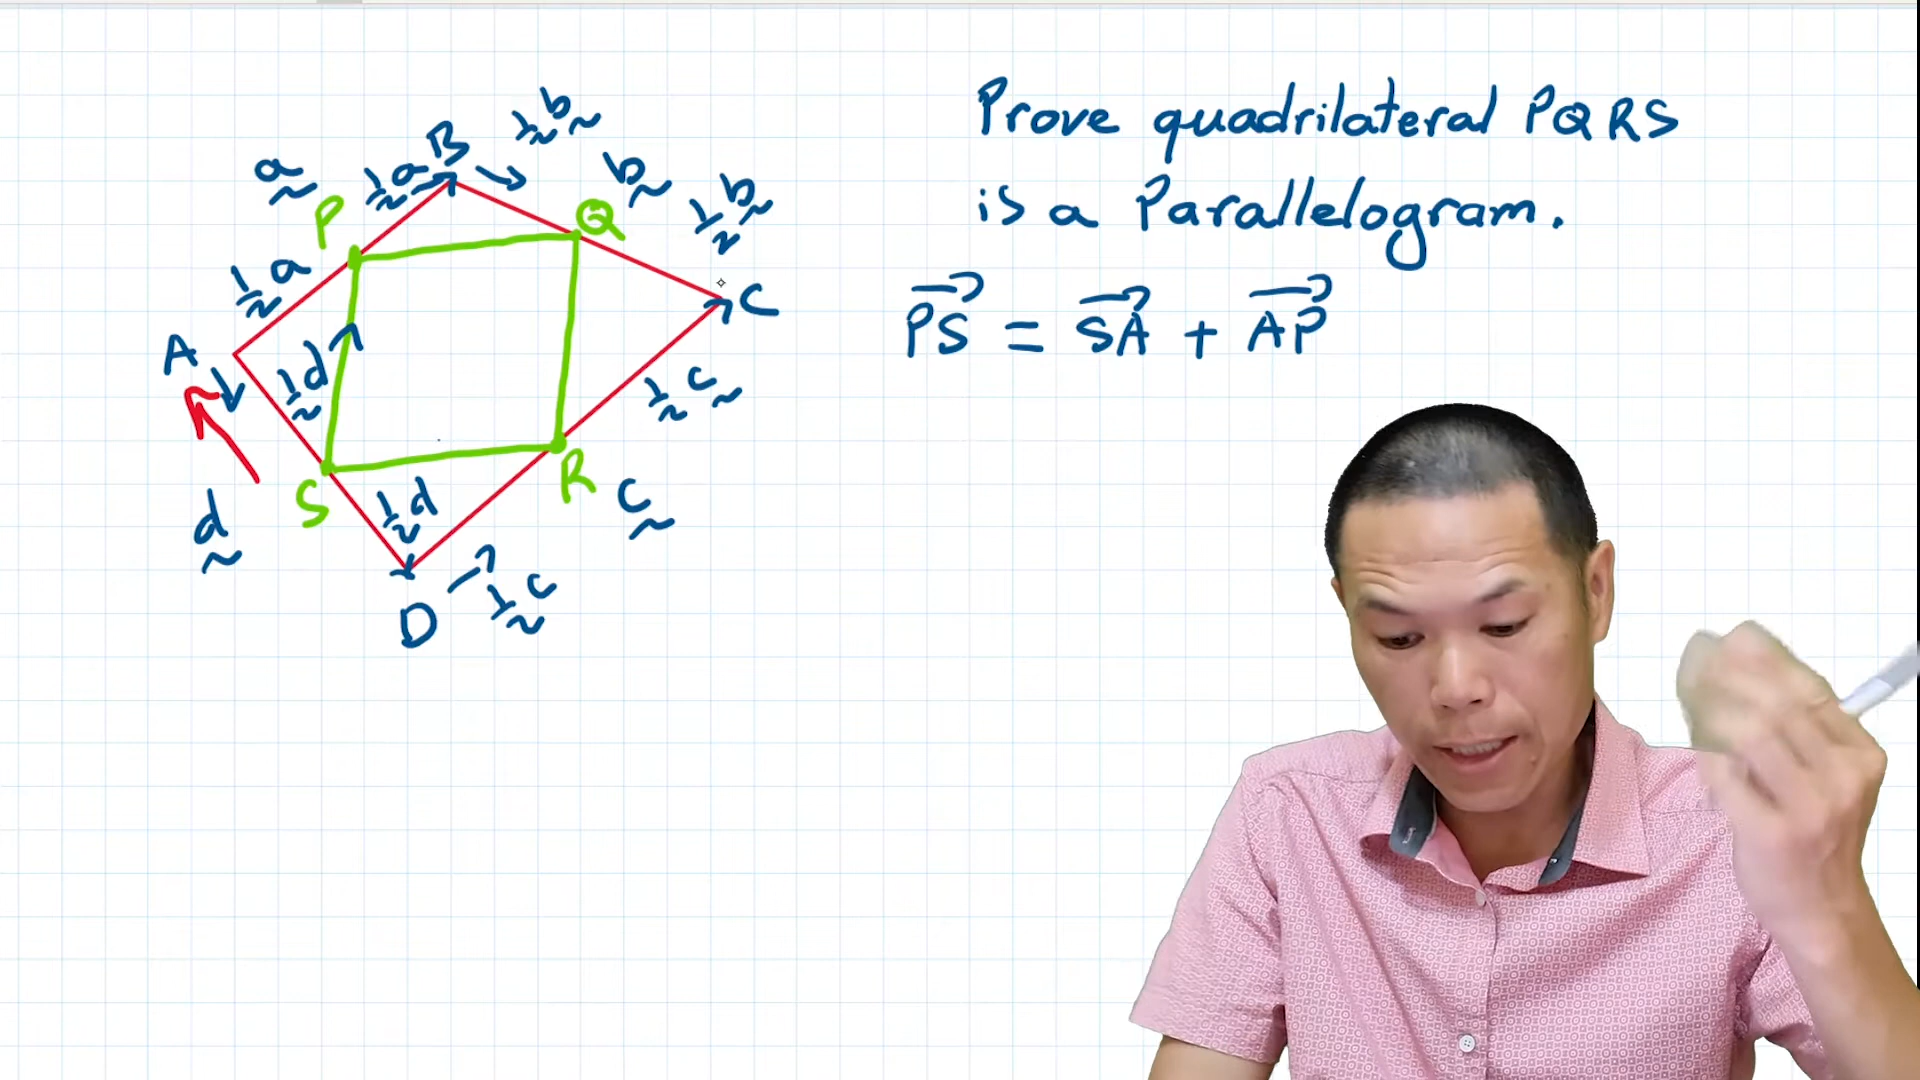 Prove quadrilateral PQRS
is a Parallelogram.
PS = SA + AP
B
½b
a
½a
P
b
Q
½b
½a
C
A
½d
½c
S
½d
R
c
d
D
½c